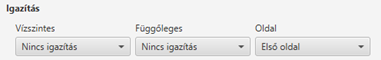 Igazítás
Vízszintes Függőleges Oldal
Nincs igazítás Nincs igazítás Első oldal